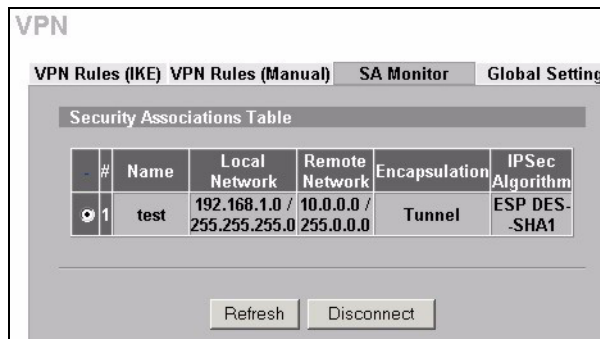 VPN
VPN Rules (IKE) VPN Rules (Manual) SA Monitor Global Setting
Security Associations Table
- # Name Local Network Remote Network Encapsulation IPSec Algorithm
1 test 192.168.1.0 / 255.255.255.0 10.0.0.0 / 255.0.0.0 Tunnel ESP DES--SHA1
Refresh Disconnect